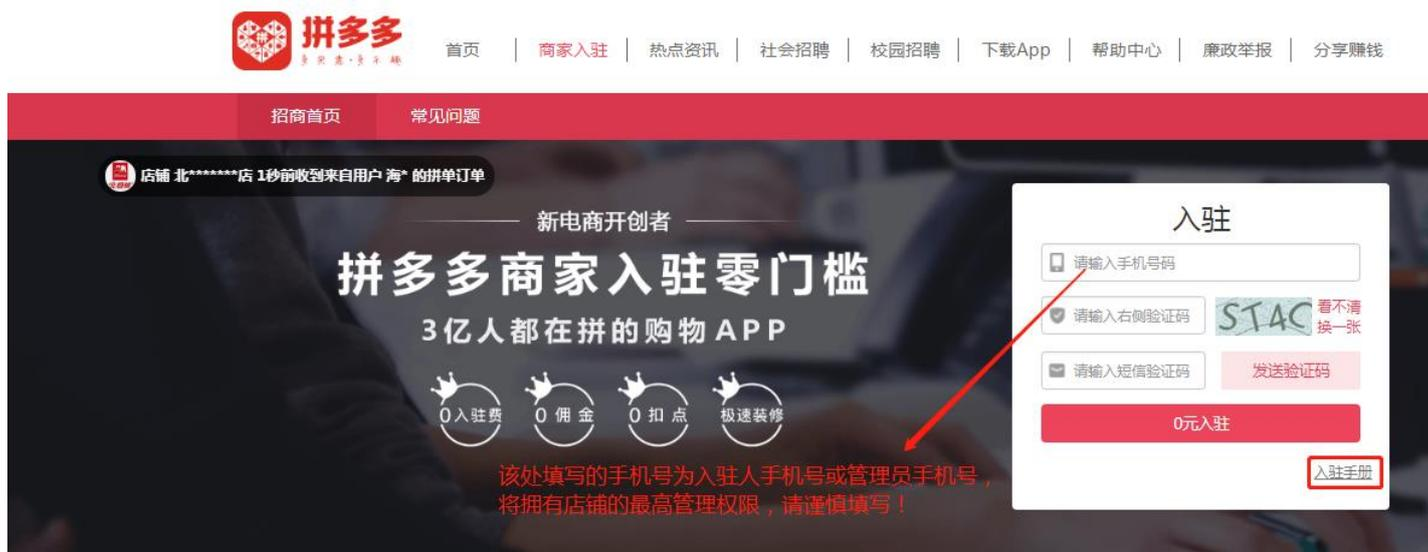 拼多多
多实惠·多乐趣
首页 | 商家入驻 | 热点资讯 | 社会招聘 | 校园招聘 | 下载App | 帮助中心 | 廉政举报 | 分享赚钱
招商首页 常见问题
店铺 北*******店 1秒前收到来自用户 海* 的拼单订单
新电商开创者
拼多多商家入驻零门槛
3亿人都在拼的购物APP
0入驻费 0佣金 0扣点 极速装修
该处填写的手机号为入驻人手机号或管理员手机号，
将拥有店铺的最高管理权限，请谨慎填写！
入驻
请输入手机号码
请输入右侧验证码 ST4C 看不清
换一张
请输入短信验证码 发送验证码
0元入驻
入驻手册